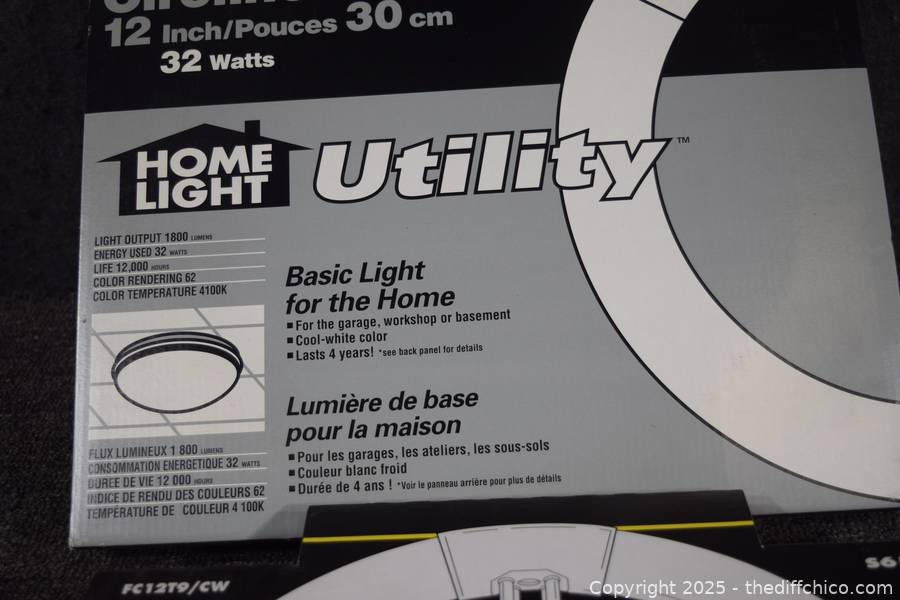 12 Inch/Pouces 30 cm
32 Watts
HOME
LIGHT
Utility™
LIGHT OUTPUT 1800 LUMENS
ENERGY USED 32 WATTS
LIFE 12,000 HOURS
COLOR RENDERING 62
COLOR TEMPERATURE 4100K
Basic Light
for the Home
▪ For the garage, workshop or basement
▪ Cool-white color
▪ Lasts 4 years! *see back panel for details
Lumière de base
pour la maison
▪ Pour les garages, les ateliers, les sous-sols
▪ Couleur blanc froid
▪ Durée de 4 ans ! *Voir le panneau arrière pour plus de détails
FLUX LUMINEUX 1 800 LUMENS
CONSOMMATION ENERGETIQUE 32 WATTS
DUREE DE VIE 12 000 HOURS
INDICE DE RENDU DES COULEURS 62
TEMPÉRATURE DE COULEUR 4 100K
FC12T9/CW
Copyright 2025 - thediffchico.com